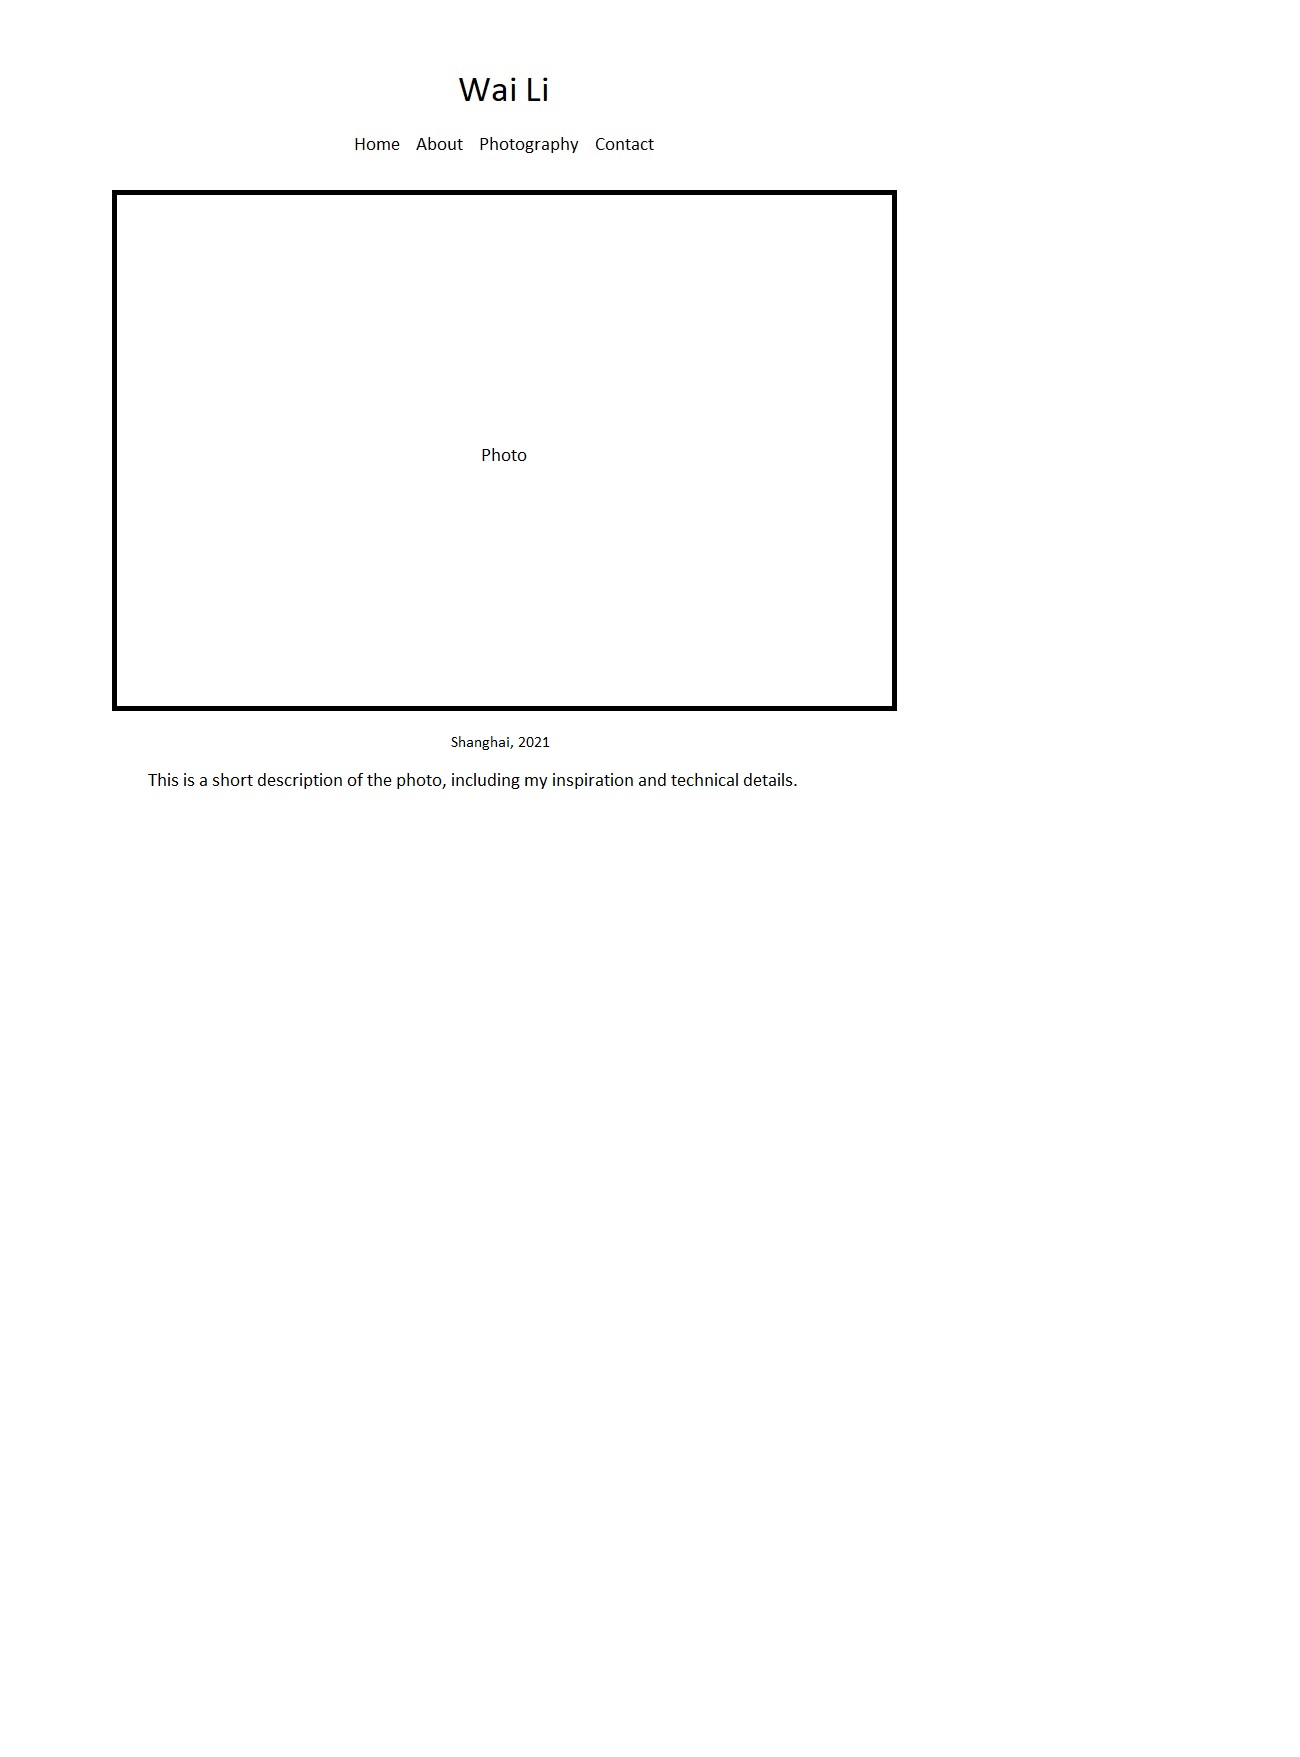 Wai Li
Home About Photography Contact
Photo
Shanghai, 2021
This is a short description of the photo, including my inspiration and technical details.